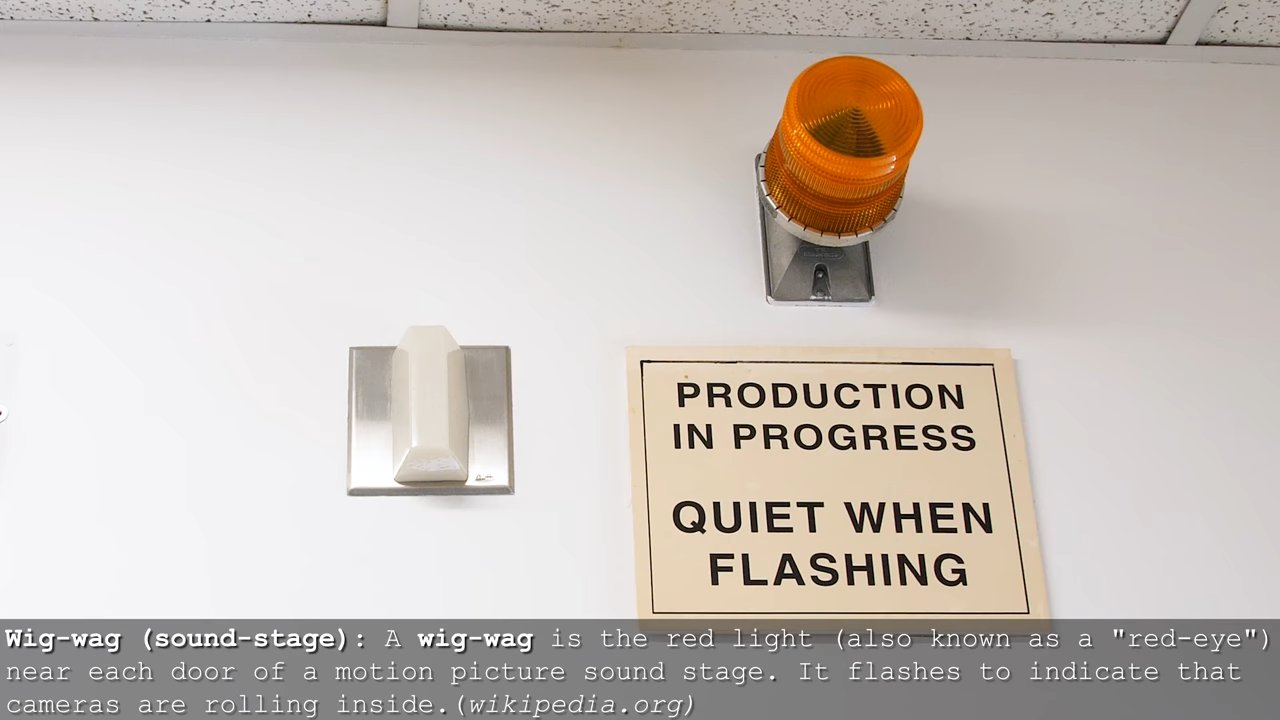 PRODUCTION
IN PROGRESS
QUIET WHEN
FLASHING
Wig-wag (sound-stage): A wig-wag is the red light (also known as a "red-eye")
near each door of a motion picture sound stage. It flashes to indicate that
cameras are rolling inside.(wikipedia.org)